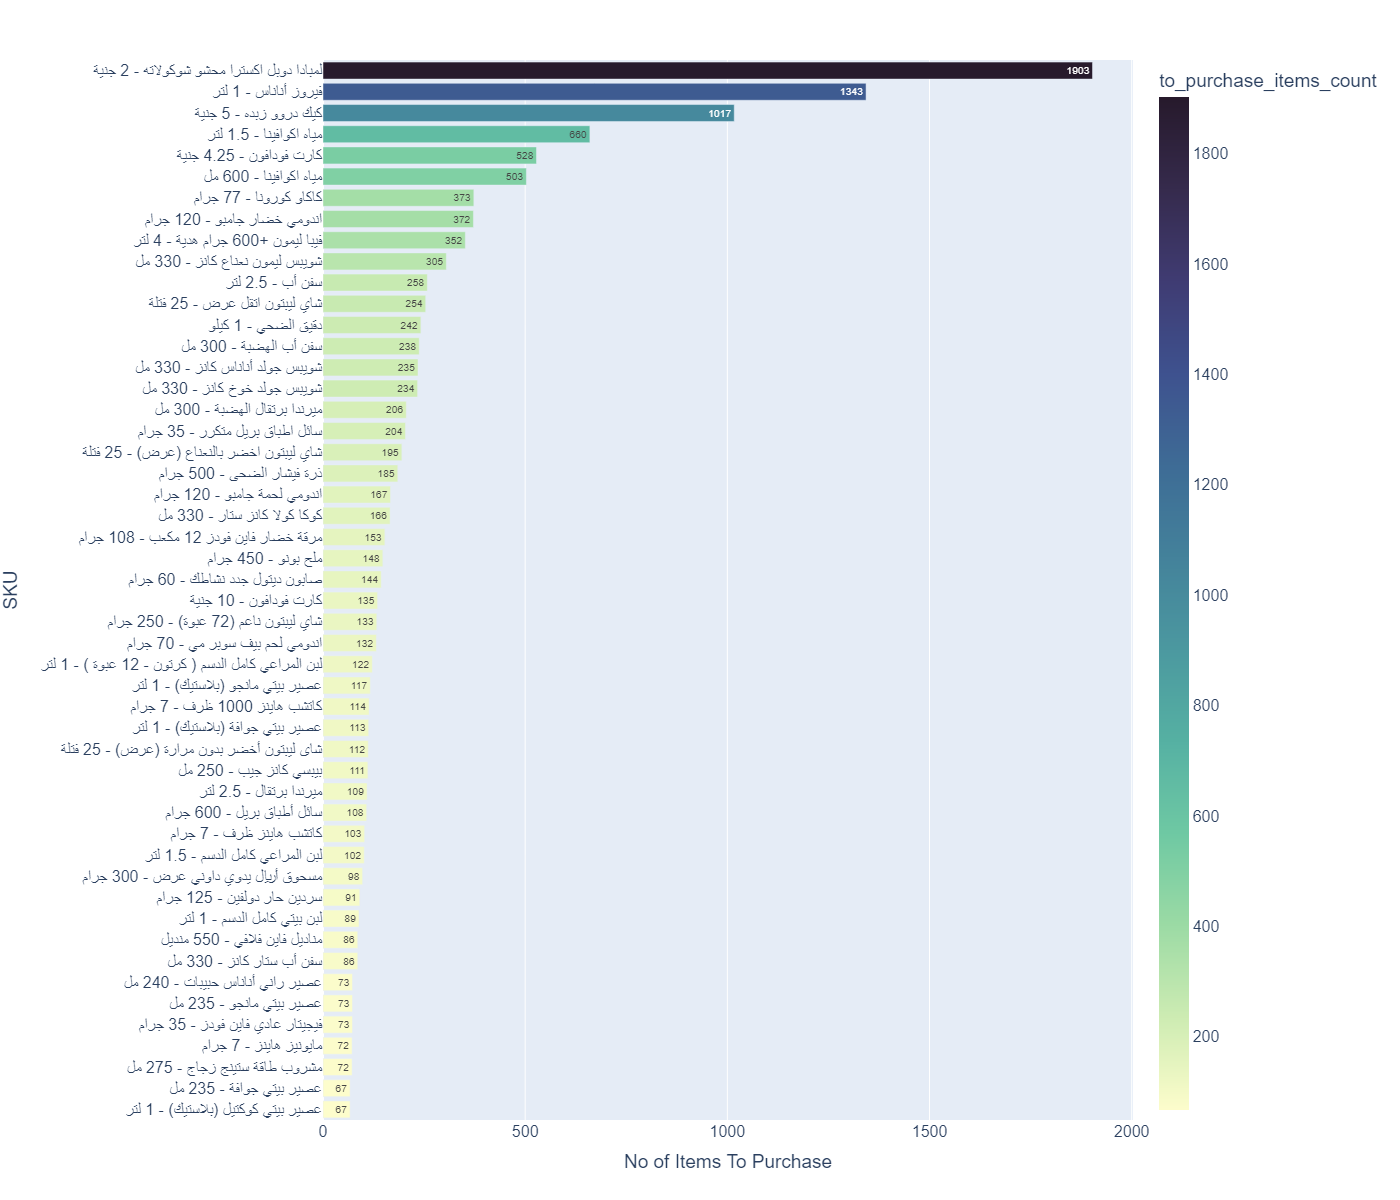 to_purchase_items_count
لمبادا دوبل اكسترا محشو شوكولاته - 2 جنية 1903
فيروز أناناس - 1 لتر 1343
كيك دروو زبده - 5 جنية 1017
مياه اكوافينا - 1.5 لتر 660
كارت فودافون - 4.25 جنية 528
مياه اكوافينا - 600 مل 503
كاكاو كورونا - 77 جرام 373
اندومي خضار جامبو - 120 جرام 372
فيبا ليمون +600 جرام هدية - 4 لتر 352
شويبس ليمون نعناع كانز - 330 مل 305
سفن أب - 2.5 لتر 258
شاي ليبتون اتقل عرض - 25 فتلة 254
دقيق الضحي - 1 كيلو 242
سفن أب الهضبة - 300 مل 238
شويبس جولد أناناس كانز - 330 مل 235
شويبس جولد خوخ كانز - 330 مل 234
ميرندا برتقال الهضبة - 300 مل 206
سائل اطباق بريل متكرر - 35 جرام 204
شاي ليبتون اخضر بالنعناع (عرض) - 25 فتلة 195
ذرة فيشار الضحى - 500 جرام 185
اندومي لحمة جامبو - 120 جرام 167
كوكا كولا كانز ستار - 330 مل 166
مرقة خضار فاين فودز 12 مكعب - 108 جرام 153
ملح بونو - 450 جرام 148
صابون ديتول جدد نشاطك - 60 جرام 144
كارت فودافون - 10 جنية 135
شاي ليبتون ناعم (72 عبوة) - 250 جرام 133
اندومي لحم بيف سوبر مي - 70 جرام 132
لبن المراعي كامل الدسم ( كرتون - 12 عبوة ) - 1 لتر 122
عصير بيتي مانجو (بلاستيك) - 1 لتر 117
كاتشب هاينز 1000 ظرف - 7 جرام 114
عصير بيتي جوافة (بلاستيك) - 1 لتر 113
شاى ليبتون أخضر بدون مرارة (عرض) - 25 فتلة 112
بيبسي كانز جيب - 250 مل 111
ميرندا برتقال - 2.5 لتر 109
سائل أطباق بريل - 600 جرام 108
كاتشب هاينز ظرف - 7 جرام 103
لبن المراعي كامل الدسم - 1.5 لتر 102
مسحوق أريال يدوي داوني عرض - 300 جرام 98
سردين حار دولفين - 125 جرام 91
لبن بيتي كامل الدسم - 1 لتر 89
مناديل فاين فلافي - 550 منديل 86
سفن أب ستار كانز - 330 مل 86
عصير راني أناناس حبيبات - 240 مل 73
عصير بيتي مانجو - 235 مل 73
فيجيتار عادي فاين فودز - 35 جرام 73
مايونيز هاينز - 7 جرام 72
مشروب طاقة ستينج زجاج - 275 مل 72
عصير بيتي جوافة - 235 مل 67
عصير بيتي كوكتيل (بلاستيك) - 1 لتر 67
SKU
0 500 1000 1500 2000
No of Items To Purchase
1800
1600
1400
1200
1000
800
600
400
200